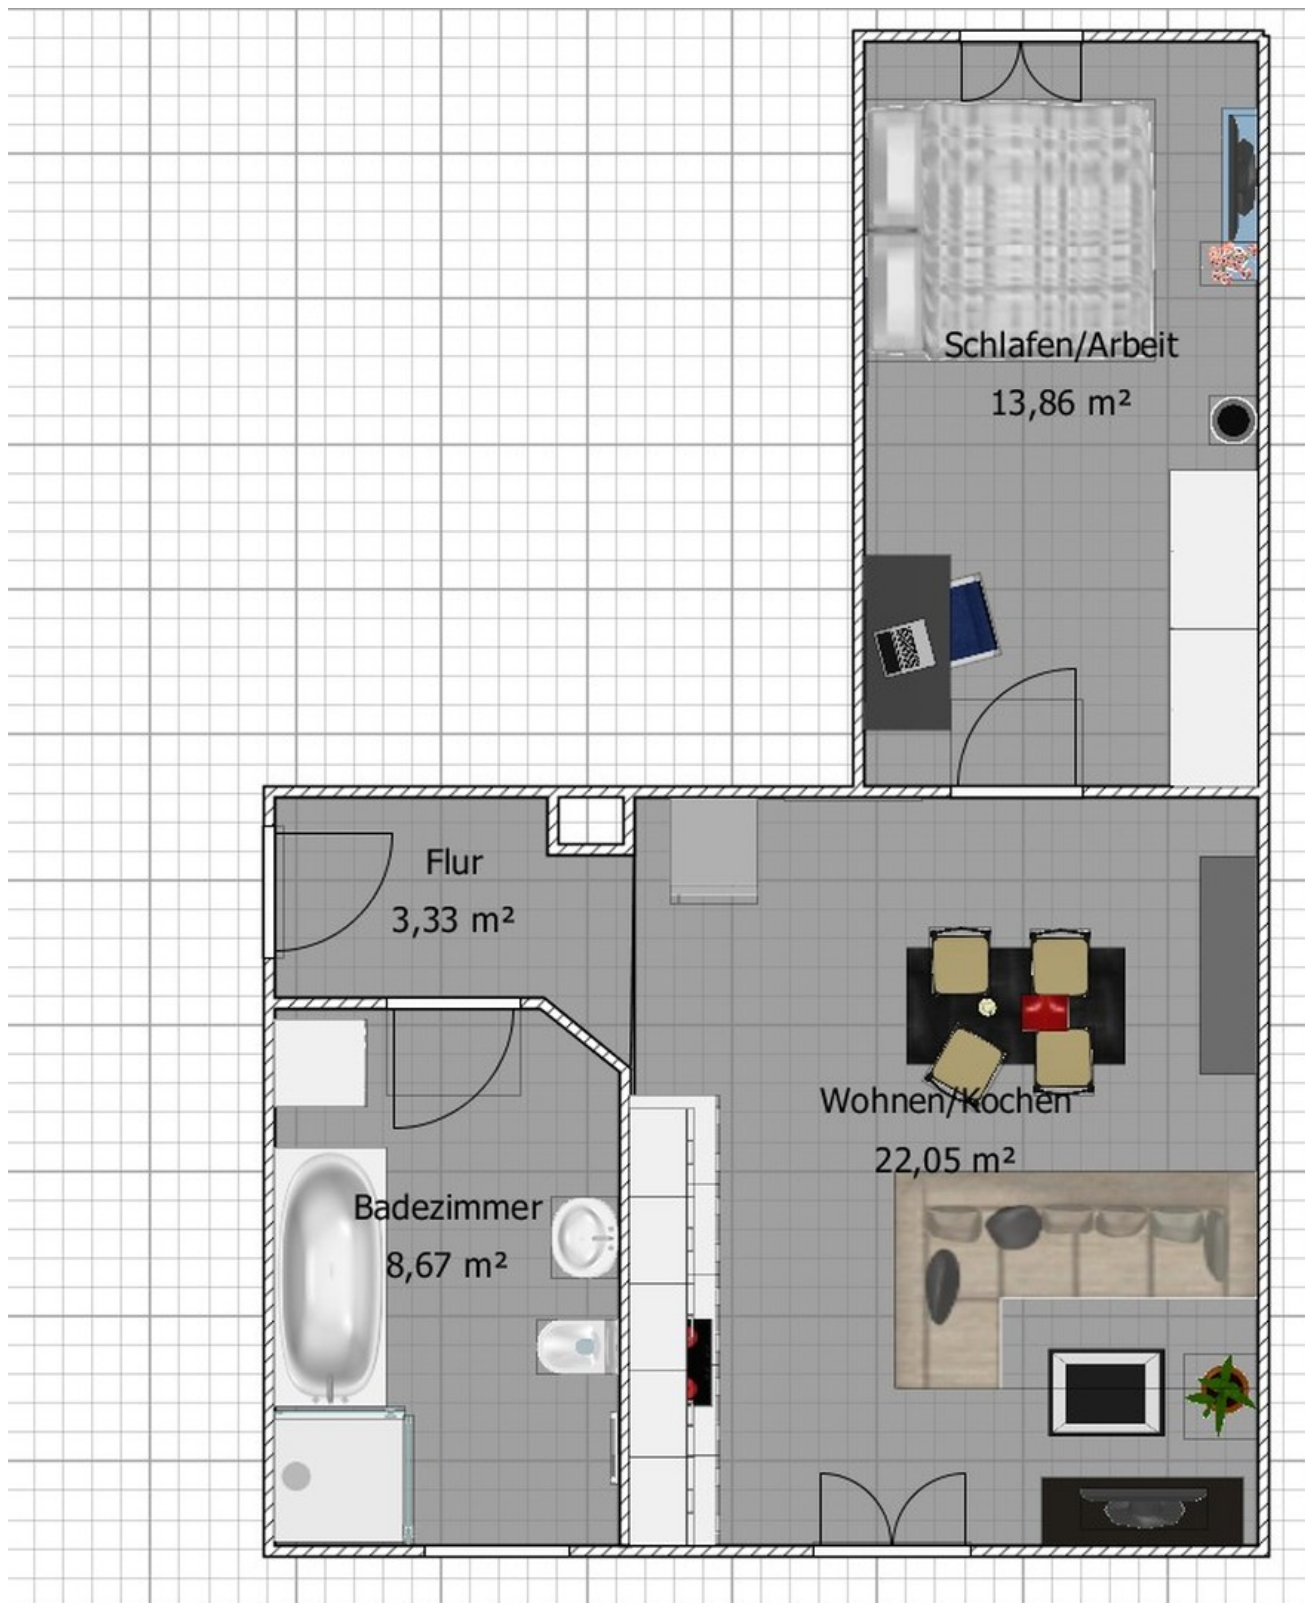 Schlafen/Arbeit
13,86 m²
Flur
3,33 m²
Wohnen/Kochen
22,05 m²
Badezimmer
8,67 m²